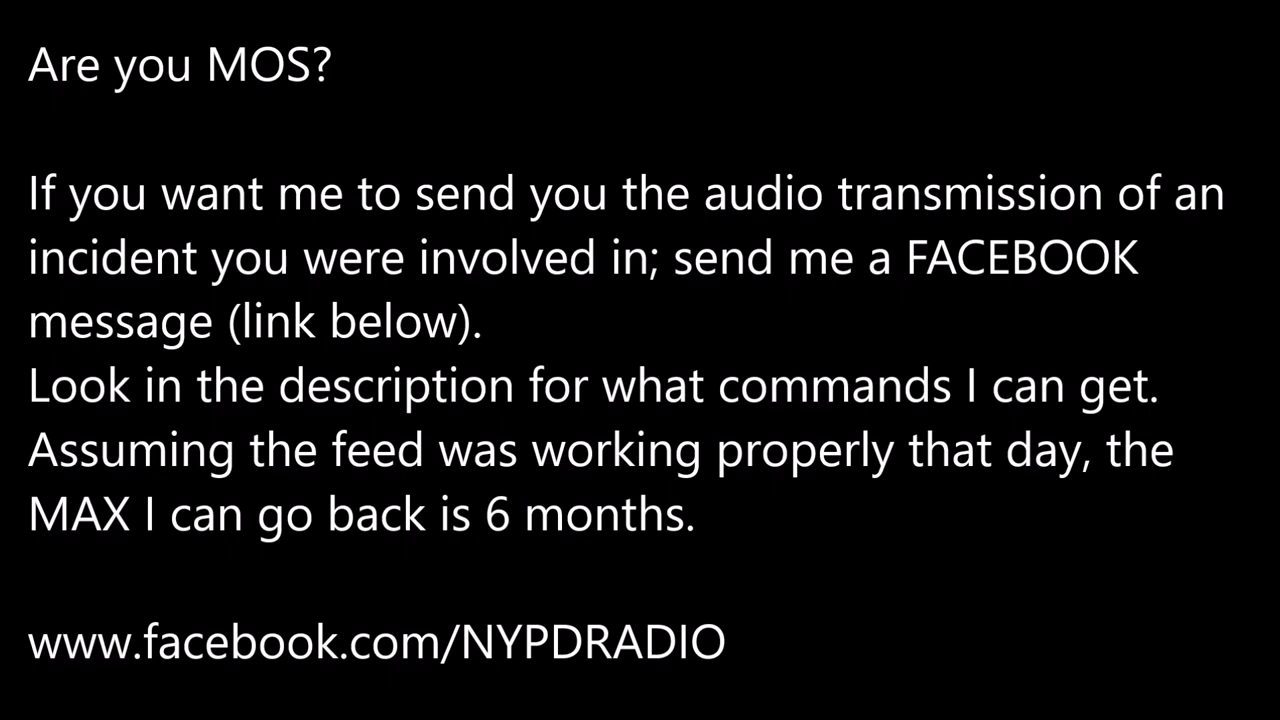 Are you MOS?
If you want me to send you the audio transmission of an
incident you were involved in; send me a FACEBOOK
message (link below).
Look in the description for what commands I can get.
Assuming the feed was working properly that day, the
MAX I can go back is 6 months.
www.facebook.com/NYPDRADIO